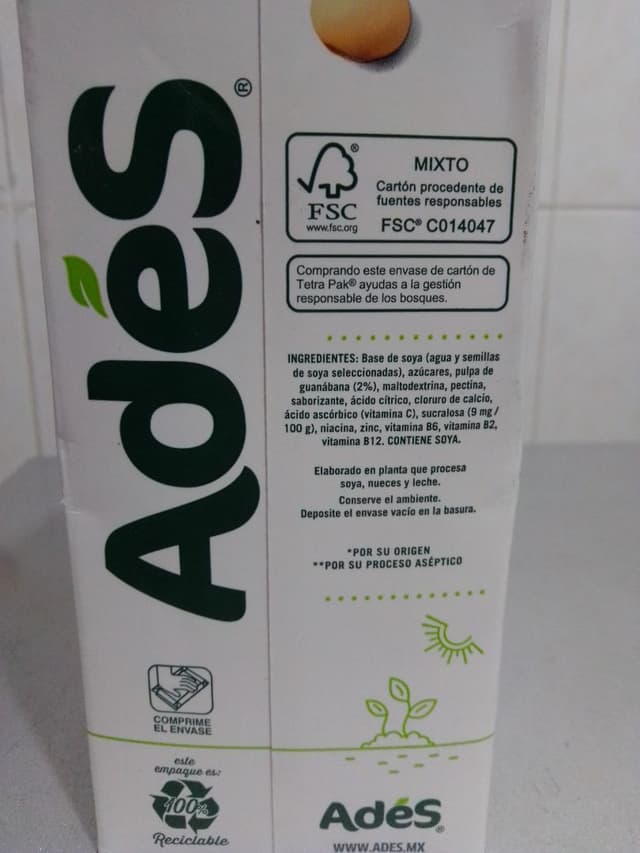 AdeS®
FSC®
www.fsc.org
MIXTO
Cartón procedente de
fuentes responsables
FSC® C014047
Comprando este envase de cartón de
Tetra Pak® ayudas a la gestión
responsable de los bosques.
INGREDIENTES: Base de soya (agua y semillas
de soya seleccionadas), azúcares, pulpa de
guanábana (2%), maltodextrina, pectina,
saborizante, ácido cítrico, cloruro de calcio,
ácido ascórbico (vitamina C), sucralosa (9 mg /
100 g), niacina, zinc, vitamina B6, vitamina B2,
vitamina B12. CONTIENE SOYA.
Elaborado en planta que procesa
soya, nueces y leche.
Conserve el ambiente.
Deposite el envase vacío en la basura.
*POR SU ORIGEN
**POR SU PROCESO ASÉPTICO
COMPRIME
EL ENVASE
este
empaque es:
100%
Reciclable
AdéS®
WWW.ADES.MX